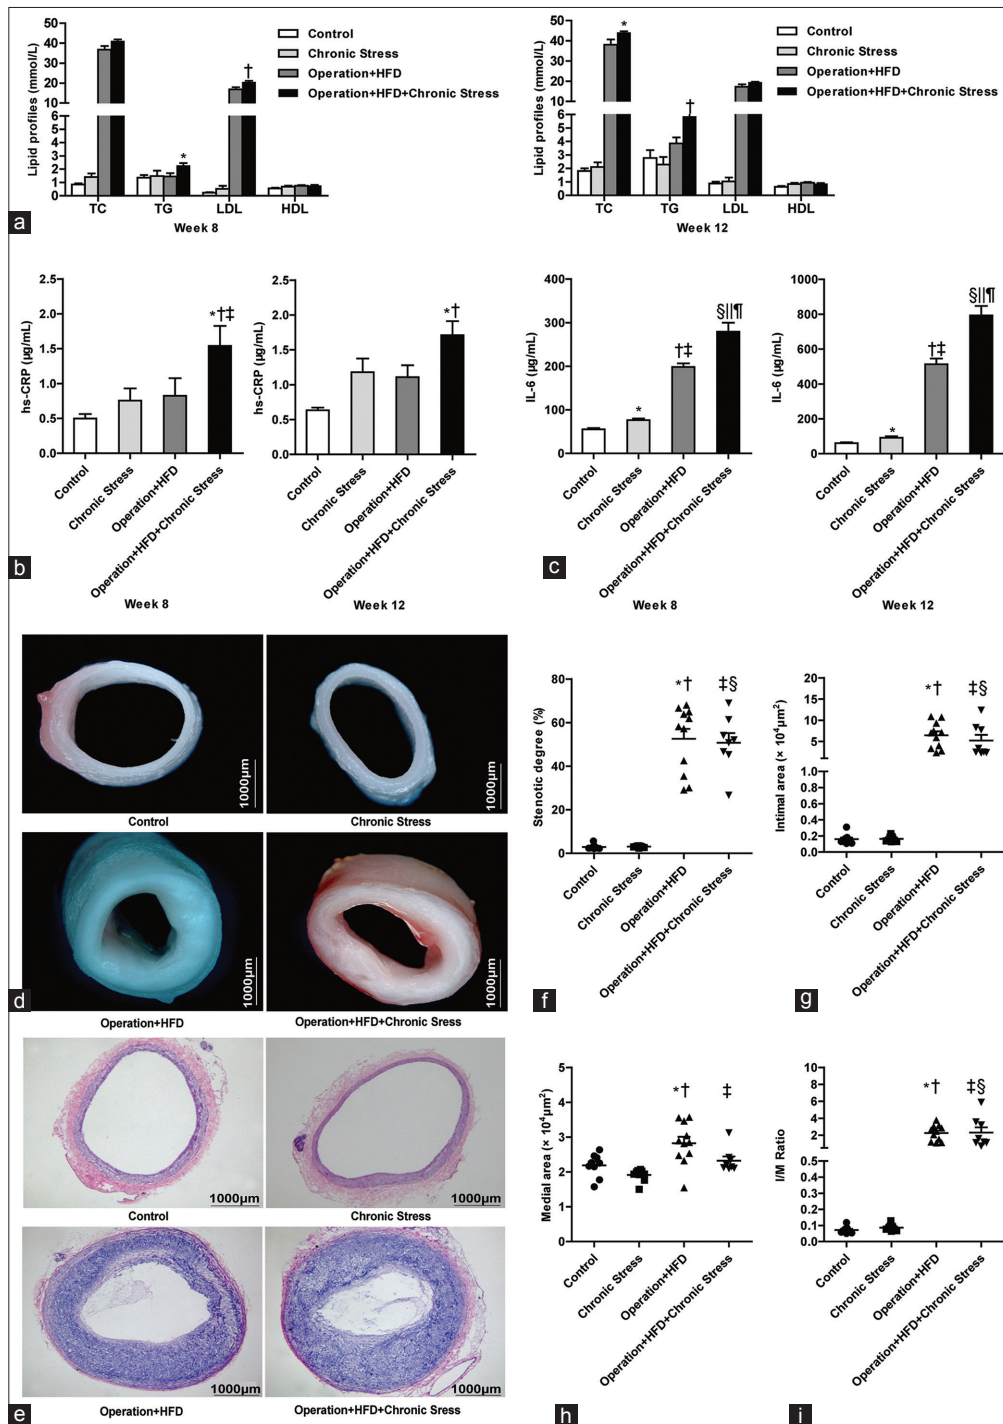 Lipid profiles (mmol/L)
50
40
30
20
10
6
5
4
3
2
1
0
*
†
TC
TG
LDL
HDL
Week 8
Control
Chronic Stress
Operation+HFD
Operation+HFD+Chronic Stress
Lipid profiles (mmol/L)
50
40
30
20
10
6
5
4
3
2
1
0
*
†
TC
TG
LDL
HDL
Week 12
Control
Chronic Stress
Operation+HFD
Operation+HFD+Chronic Stress
a
hs-CRP (µg/mL)
2.5
2.0
1.5
1.0
0.5
0.0
*†‡
Control
Chronic Stress
Operation+HFD
Operation+HFD+Chronic Stress
Week 8
hs-CRP (µg/mL)
2.5
2.0
1.5
1.0
0.5
0.0
*†
Control
Chronic Stress
Operation+HFD
Operation+HFD+Chronic Stress
Week 12
b
IL-6 (µg/mL)
400
300
200
100
0
*
†‡
§||¶
Control
Chronic Stress
Operation+HFD
Operation+HFD+Chronic Stress
Week 8
IL-6 (µg/mL)
1000
800
600
400
200
0
*
†‡
§||¶
Control
Chronic Stress
Operation+HFD
Operation+HFD+Chronic Stress
Week 12
c
1000µm
1000µm
Control
Chronic Stress
1000µm
1000µm
Operation+HFD
Operation+HFD+Chronic Sress
d
1000µm
1000µm
Control
Chronic Stress
1000µm
1000µm
Operation+HFD
Operation+HFD+Chronic Sress
e
Stenotic degree (%)
80
60
40
20
0
*†
‡§
Control
Chronic Stress
Operation+HFD
Operation+HFD+Chronic Stress
f
Intimal area (× 10⁴µm²)
20
15
10
5
1.0
0.8
0.6
0.4
0.2
0.0
*†
‡§
Control
Chronic Stress
Operation+HFD
Operation+HFD+Chronic Stress
g
Medial area (× 10⁴µm²)
5
4
3
2
1
0
*†
‡
Control
Chronic Stress
Operation+HFD
Operation+HFD+Chronic Stress
h
I/M Ratio
10
8
6
4
2
0.5
0.4
0.3
0.2
0.1
0.0
*†
‡§
Control
Chronic Stress
Operation+HFD
Operation+HFD+Chronic Stress
i